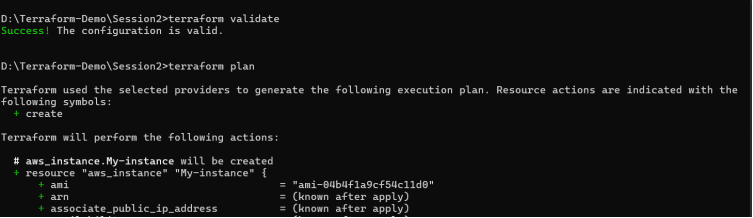 D:\Terraform-Demo\Session2>terraform validate
Success! The configuration is valid.
D:\Terraform-Demo\Session2>terraform plan
Terraform used the selected providers to generate the following execution plan. Resource actions are indicated with the
following symbols:
+ create
Terraform will perform the following actions:
# aws_instance.My-instance will be created
+ resource "aws_instance" "My-instance" {
+ ami = "ami-04b4f1a9cf54c11d0"
+ arn = (known after apply)
+ associate_public_ip_address = (known after apply)